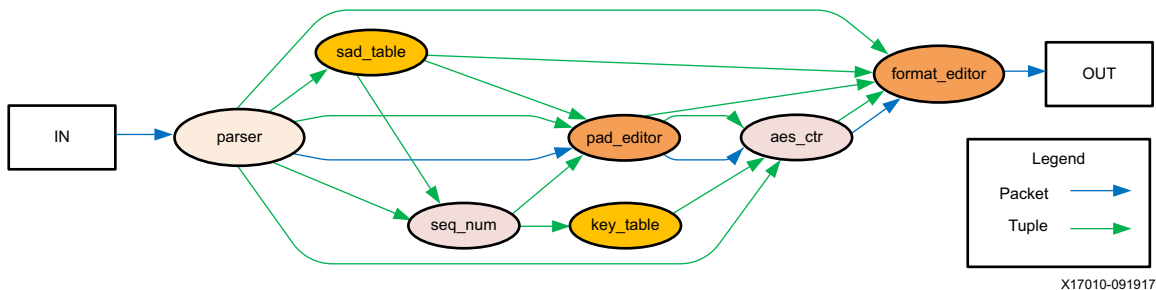 sad_table
format_editor
OUT
IN
parser
pad_editor
aes_ctr
Legend
Packet
Tuple
seq_num
key_table
X17010-091917